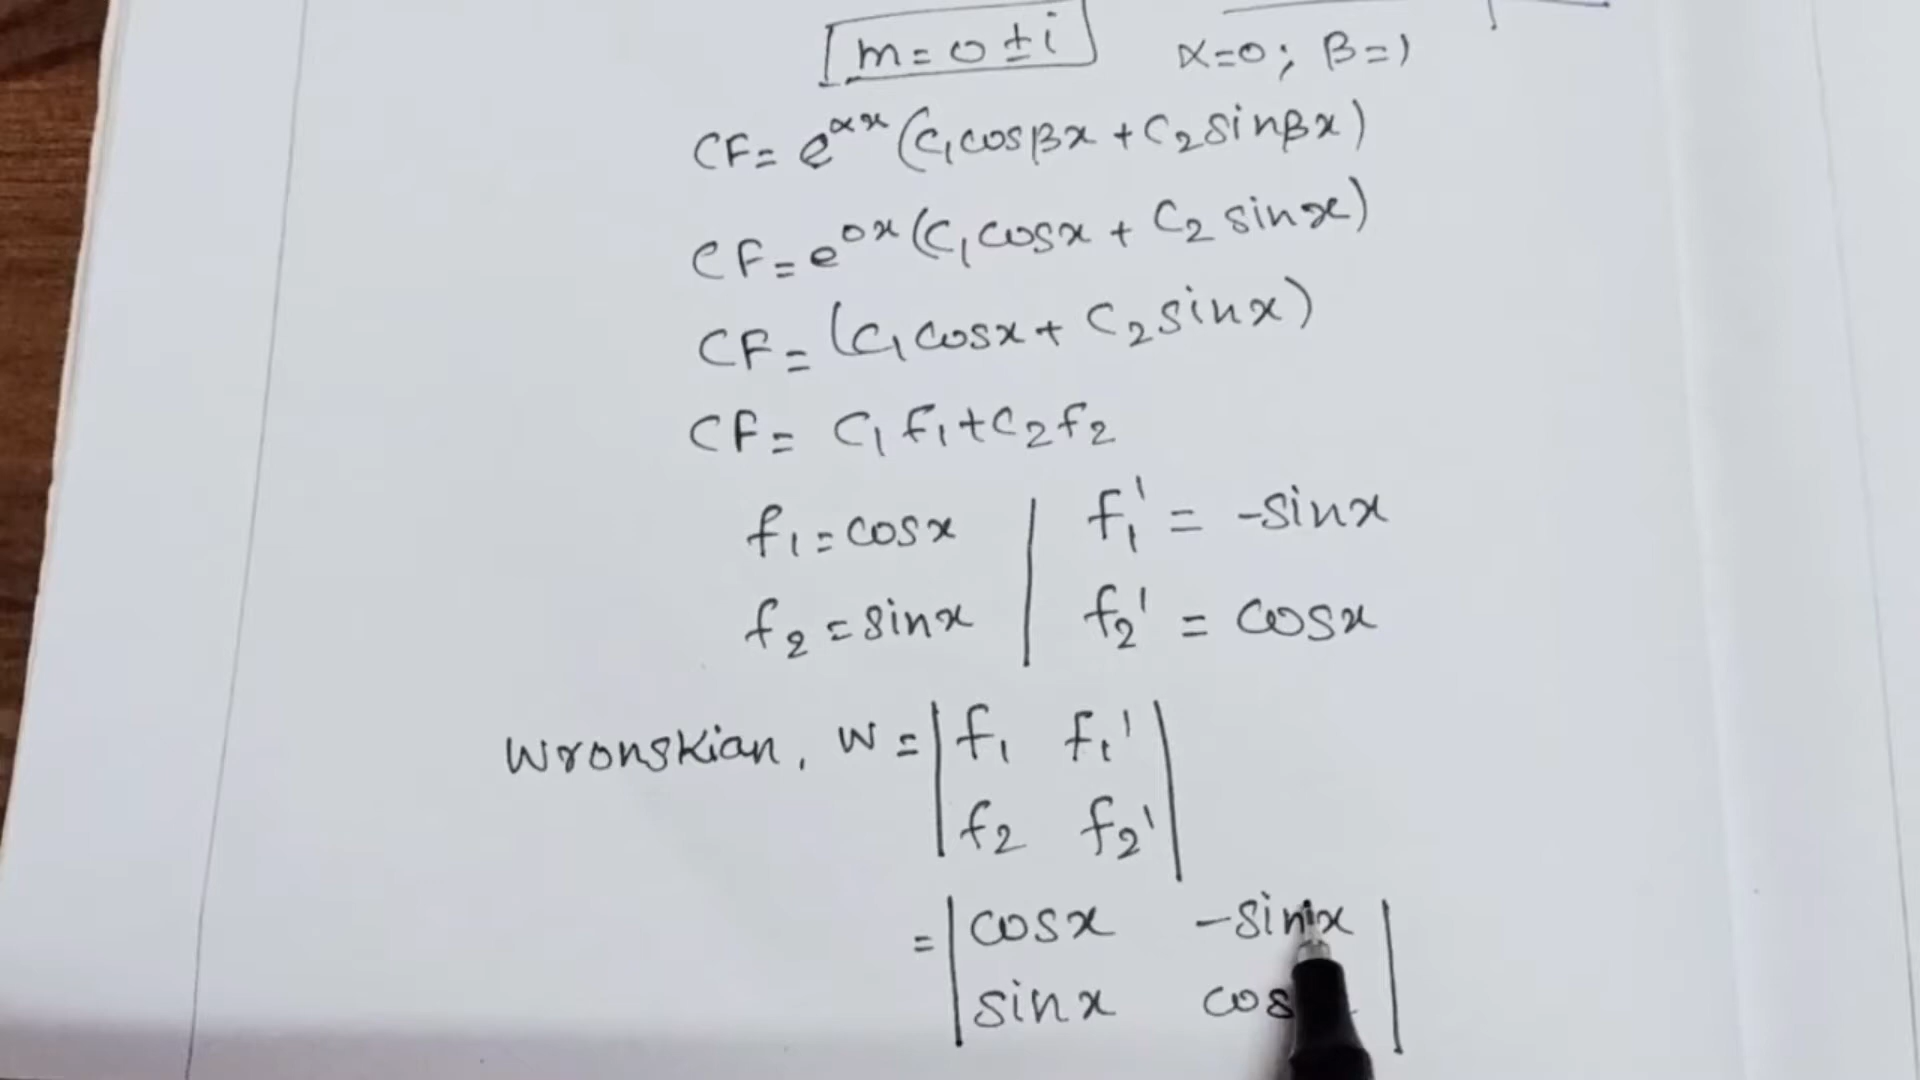 m = 0 ± i α=0; β=1
CF = e^αx (C₁cosβx + C₂sinβx)
CF = e^0x (C₁cosx + C₂ sinx)
CF = (C₁cosx + C₂sinx)
CF = C₁f₁+C₂f₂
f₁=cosx | f₁' = -sinx
f₂=sinx | f₂' = cosx
Wronskian, W = | f₁ f₁' |
| f₂ f₂' |
= | cosx -sinx |
| sinx cos |